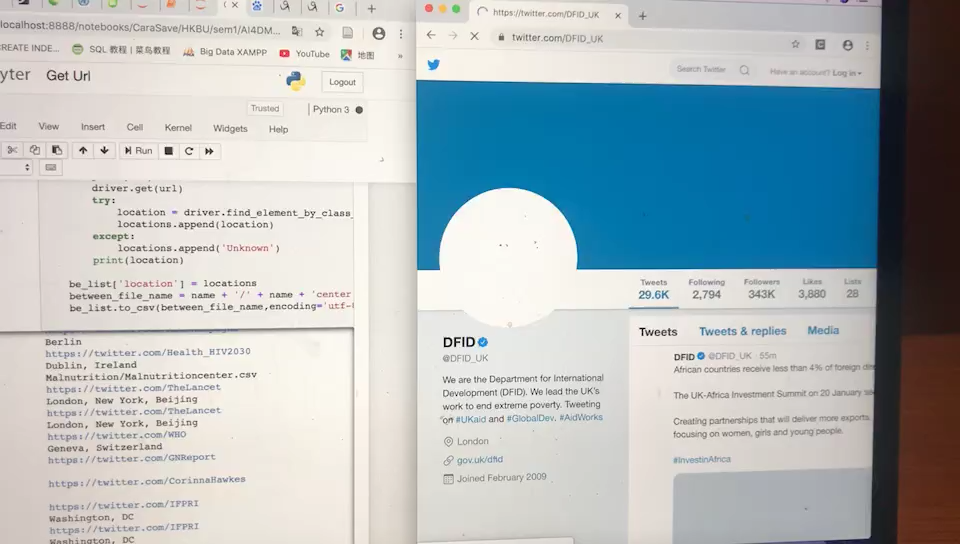 localhost:8888/notebooks/CaraSave/HKBU/sem1/AI4DM...
CREATE INDE...
SQL 教程 | 菜鸟教程
Big Data XAMPP
YouTube
地图
»
yter Get Url
Logout
Trusted
Python 3
Edit View Insert Cell Kernel Widgets Help
Run
driver.get(url)
try:
location = driver.find_element_by_class_
locations.append(location)
except:
locations.append('Unknown')
print(location)
be_list['location'] = locations
between_file_name = name + '/' + name + 'center
be_list.to_csv(between_file_name,encoding='utf-
Berlin
https://twitter.com/Health_HIV2030
Dublin, Ireland
Malnutrition/Malnutritioncenter.csv
https://twitter.com/TheLancet
London, New York, Beijing
https://twitter.com/TheLancet
London, New York, Beijing
https://twitter.com/WHO
Geneva, Switzerland
https://twitter.com/GNReport
https://twitter.com/CorinnaHawkes
https://twitter.com/IFPRI
Washington, DC
https://twitter.com/IFPRI
Washington, DC
https://twitter.com/DFID_UK
twitter.com/DFID_UK
Search Twitter
Have an account? Log in
Tweets Following Followers Likes Lists
29.6K 2,794 343K 3,880 28
DFID
@DFID_UK
We are the Department for International
Development (DFID). We lead the UK's
work to end extreme poverty. Tweeting
on #UKaid and #GlobalDev. #AidWorks
London
gov.uk/dfid
Joined February 2009
Tweets Tweets & replies Media
DFID @DFID_UK · 55m
African countries receive less than 4% of foreign
The UK-Africa Investment Summit on 20 January
Creating partnerships that will deliver more exports,
focusing on women, girls and young people.
#InvestinAfrica